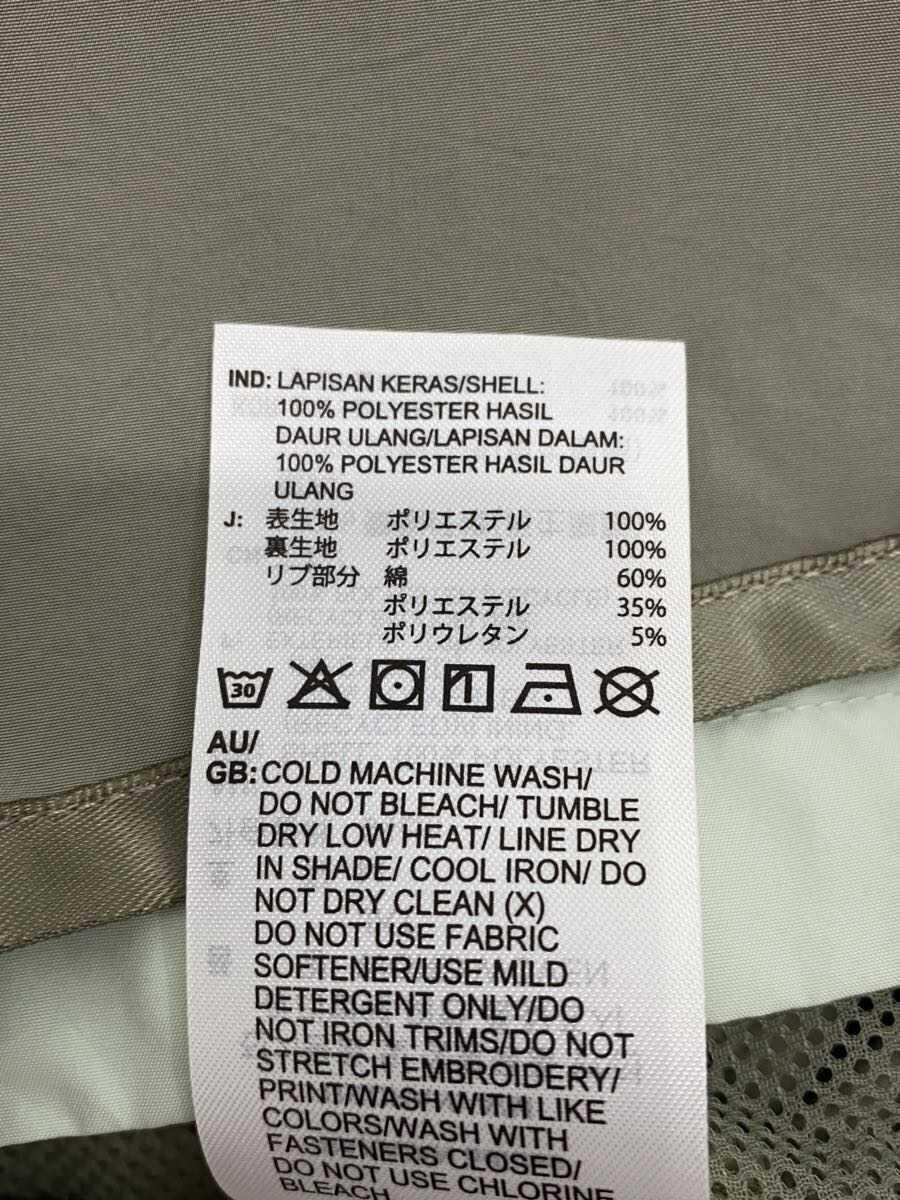 IND: LAPISAN KERAS/SHELL:
100% POLYESTER HASIL
DAUR ULANG/LAPISAN DALAM:
100% POLYESTER HASIL DAUR
ULANG
J: 表生地 ポリエステル 100%
裏生地 ポリエステル 100%
リブ部分 綿 60%
ポリエステル 35%
ポリウレタン 5%
30
AU/
GB: COLD MACHINE WASH/
DO NOT BLEACH/ TUMBLE
DRY LOW HEAT/ LINE DRY
IN SHADE/ COOL IRON/ DO
NOT DRY CLEAN (X)
DO NOT USE FABRIC
SOFTENER/USE MILD
DETERGENT ONLY/DO
NOT IRON TRIMS/DO NOT
STRETCH EMBROIDERY/
PRINT/WASH WITH LIKE
COLORS/WASH WITH
FASTENERS CLOSED/
DO NOT USE CHLORINE
BLEACH